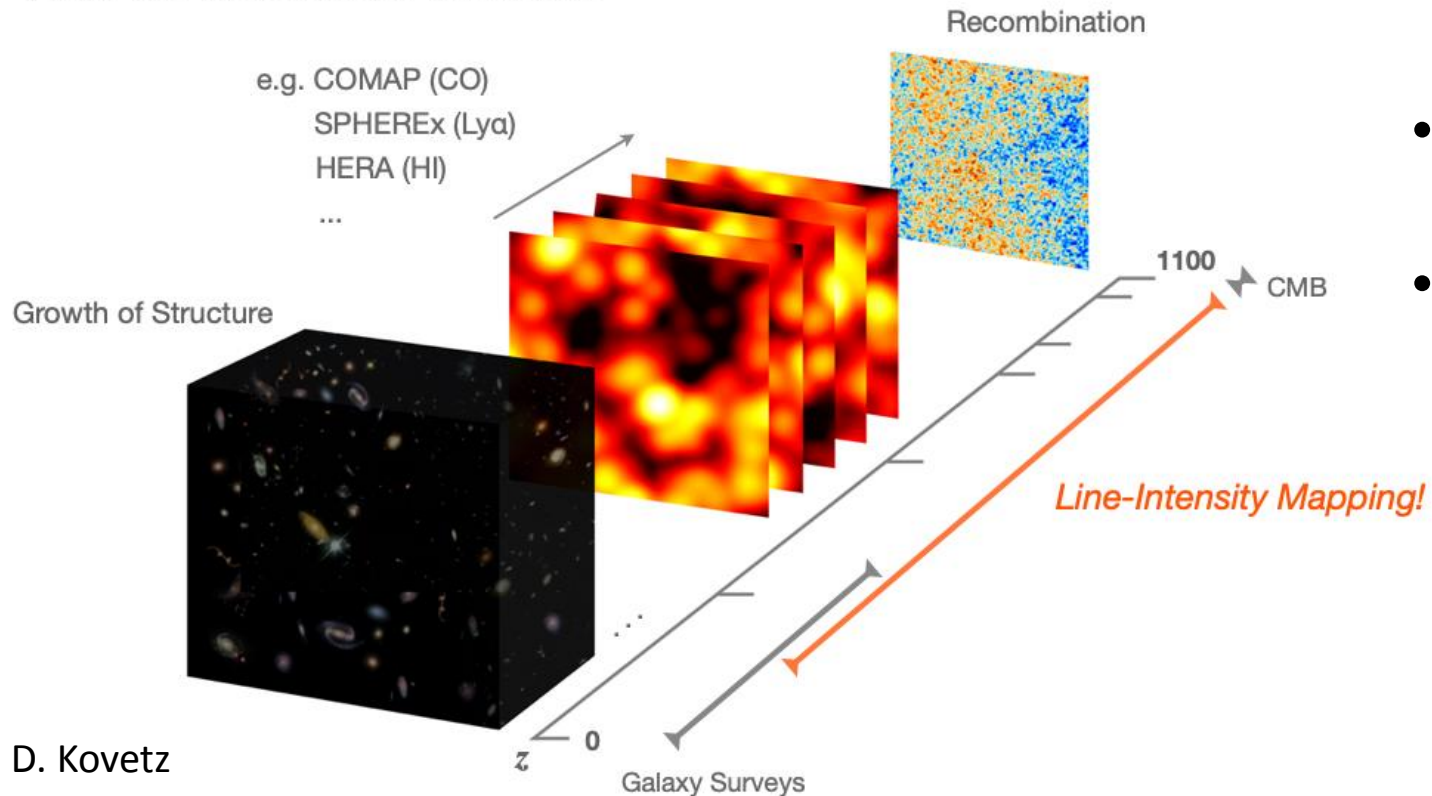 Recombination
e.g. COMAP (CO)
SPHEREx (Lyα)
HERA (HI)
...
1100
CMB
Growth of Structure
Line-Intensity Mapping!
...
0
z
D. Kovetz
Galaxy Surveys